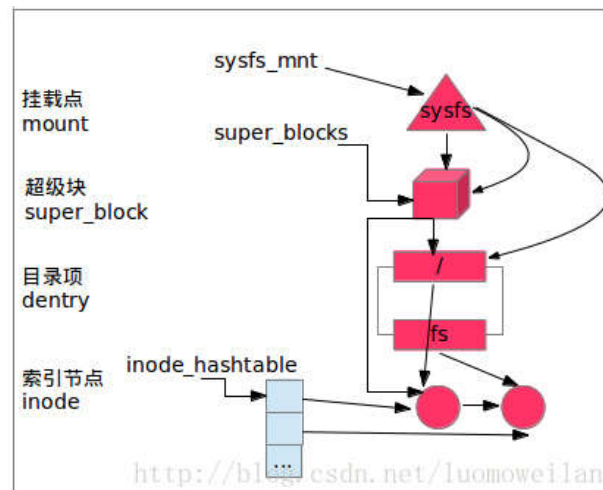 sysfs_mnt
sysfs
挂载点
mount
super_blocks
超级块
super_block
/
目录项
dentry
fs
inode_hashtable
索引节点
inode
...
http://blog.csdn.net/luomoweilan